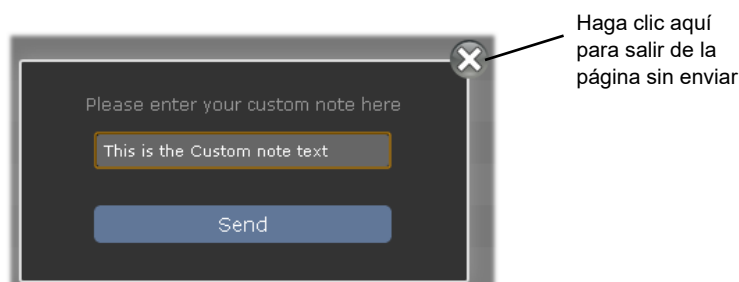 Haga clic aquí
para salir de la
página sin enviar
Please enter your custom note here
This is the Custom note text
Send